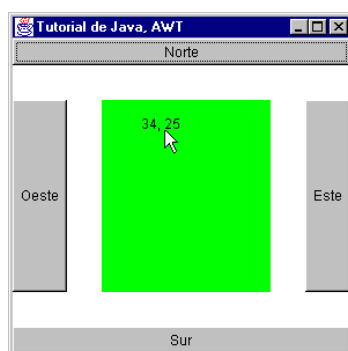 Tutorial de Java, AWT
Norte
34, 25
Oeste
Este
Sur